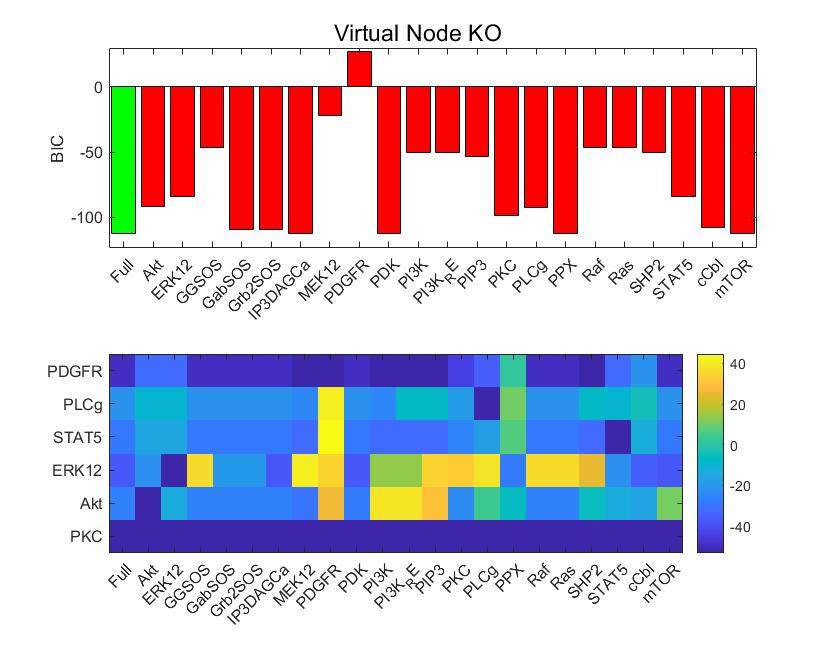 Virtual Node KO
BIC
0
-50
-100
Full
Akt
ERK12
GGSOS
GabSOS
Grb2SOS
IP3DAGCa
MEK12
PDGFR
PDK
PI3K
PI3K_RE
PIP3
PKC
PLCg
PPX
Raf
Ras
SHP2
STAT5
cCbl
mTOR
PDGFR
PLCg
STAT5
ERK12
Akt
PKC
40
20
0
-20
-40
Full
Akt
ERK12
GGSOS
GabSOS
Grb2SOS
IP3DAGCa
MEK12
PDGFR
PDK
PI3K
PI3K_RE
PIP3
PKC
PLCg
PPX
Raf
Ras
SHP2
STAT5
cCbl
mTOR